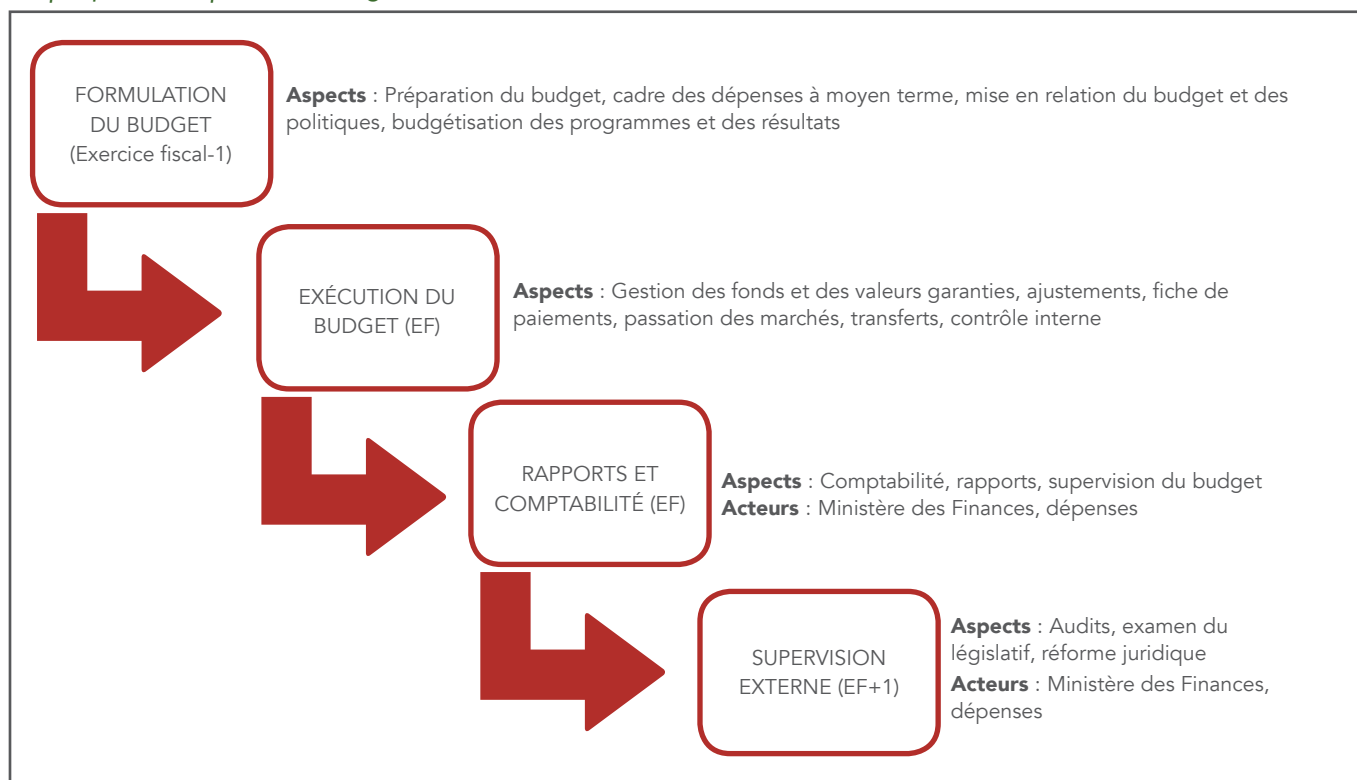 FORMULATION
DU BUDGET
(Exercice fiscal-1)
Aspects : Préparation du budget, cadre des dépenses à moyen terme, mise en relation du budget et des
politiques, budgétisation des programmes et des résultats
EXÉCUTION DU
BUDGET (EF)
Aspects : Gestion des fonds et des valeurs garanties, ajustements, fiche de
paiements, passation des marchés, transferts, contrôle interne
RAPPORTS ET
COMPTABILITÉ (EF)
Aspects : Comptabilité, rapports, supervision du budget
Acteurs : Ministère des Finances, dépenses
SUPERVISION
EXTERNE (EF+1)
Aspects : Audits, examen du
législatif, réforme juridique
Acteurs : Ministère des Finances,
dépenses